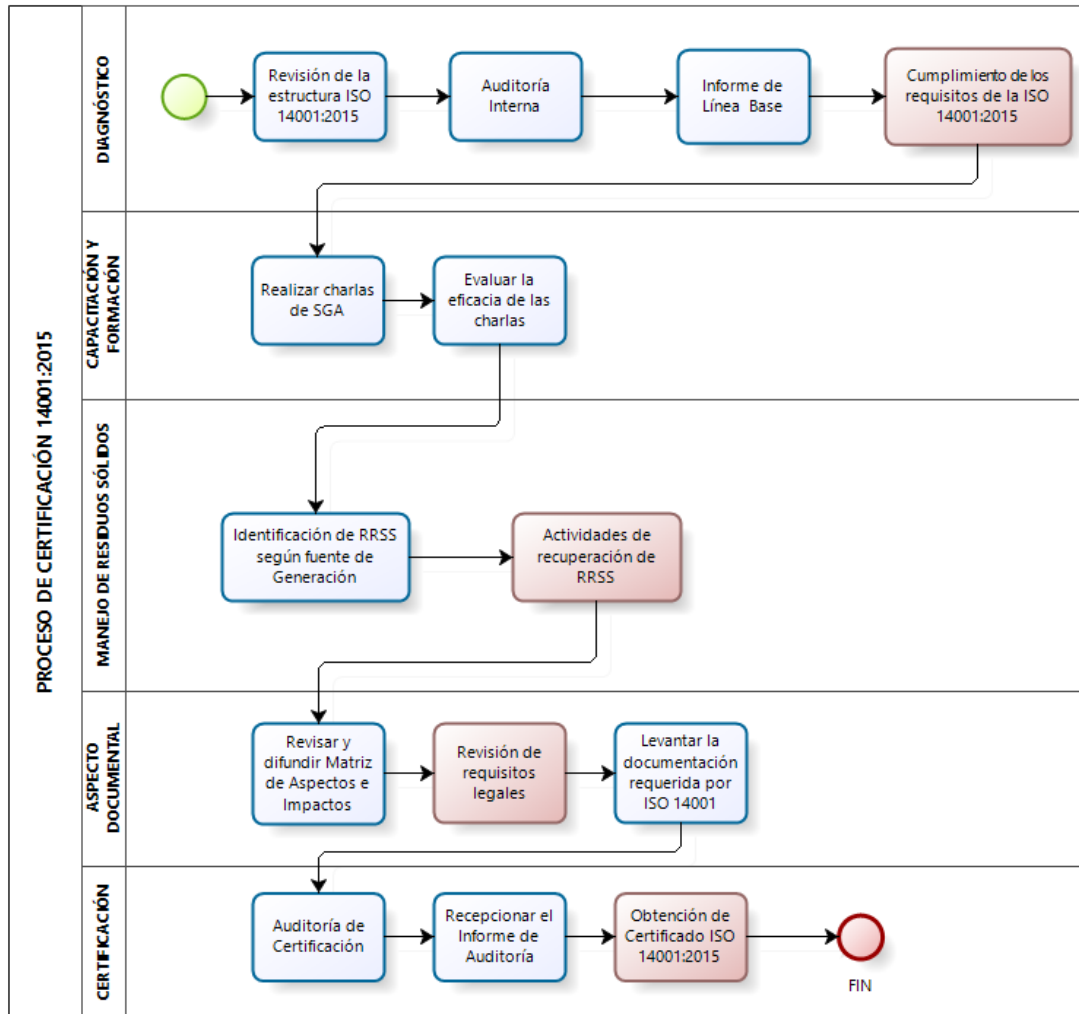 PROCESO DE CERTIFICACIÓN 14001:2015
DIAGNÓSTICO
Revisión de la
estructura ISO
14001:2015
Auditoría
Interna
Informe de
Línea Base
Cumplimiento de los
requisitos de la ISO
14001:2015
CAPACITACIÓN Y
FORMACIÓN
Realizar charlas
de SGA
Evaluar la
eficacia de las
charlas
MANEJO DE RESIDUOS SÓLIDOS
Identificación de RRSS
según fuente de
Generación
Actividades de
recuperación de
RRSS
ASPECTO
DOCUMENTAL
Revisar y
difundir Matriz
de Aspectos e
Impactos
Revisión de
requisitos
legales
Levantar la
documentación
requerida por
ISO 14001
CERTIFICACIÓN
Auditoría de
Certificación
Recepcionar el
Informe de
Auditoría
Obtención de
Certificado ISO
14001:2015
FIN